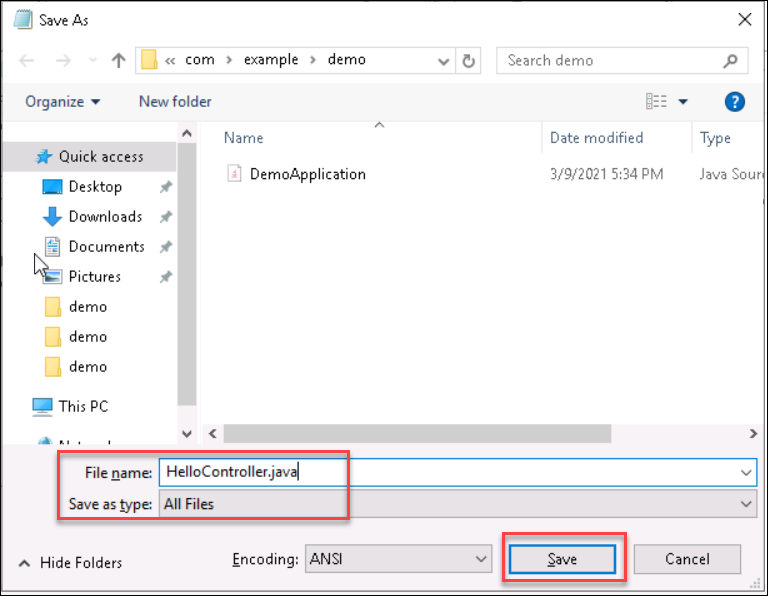 Save As
« com > example > demo
Search demo
Organize
New folder
?
Name
Date modified
Type
Quick access
DemoApplication
3/9/2021 5:34 PM
Java Sour
Desktop
Downloads
Documents
Pictures
demo
demo
demo
This PC
File name: HelloController.java
Save as type: All Files
Hide Folders
Encoding: ANSI
Save
Cancel